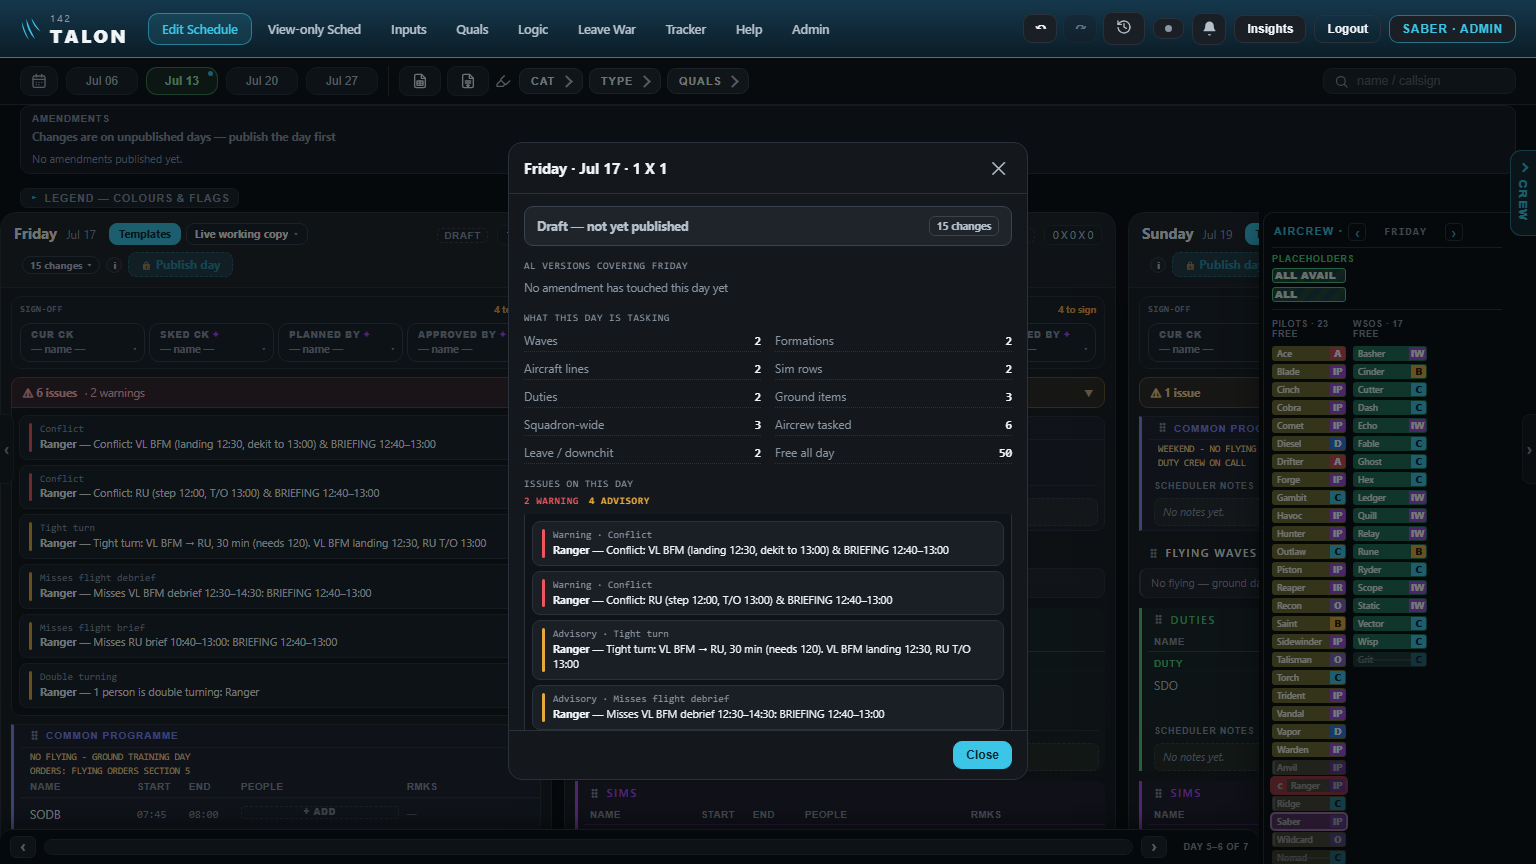 142
TALON
Edit Schedule
View-only Sched
Inputs
Quals
Logic
Leave War
Tracker
Help
Admin
Insights
Logout
SABER · ADMIN
Jul 06
Jul 13
Jul 20
Jul 27
CAT
TYPE
QUALS
name / callsign
AMENDMENTS
Changes are on unpublished days — publish the day first
No amendments published yet.
LEGEND — COLOURS & FLAGS
CREW
Friday Jul 17
Templates
Live working copy
DRAFT
15 changes
i
Publish day
SIGN-OFF
CUR CK
— name —
SKED CK
— name —
PLANNED BY
— name —
APPROVED BY
— name —
6 issues · 2 warnings
Conflict
Ranger — Conflict: VL BFM (landing 12:30, dekit to 13:00) & BRIEFING 12:40–13:00
Conflict
Ranger — Conflict: RU (step 12:00, T/O 13:00) & BRIEFING 12:40–13:00
Tight turn
Ranger — Tight turn: VL BFM → RU, 30 min (needs 120). VL BFM landing 12:30, RU T/O 13:00
Misses flight debrief
Ranger — Misses VL BFM debrief 12:30–14:30: BRIEFING 12:40–13:00
Misses flight brief
Ranger — Misses RU brief 10:40–13:00: BRIEFING 12:40–13:00
Double turning
Ranger — 1 person is double turning: Ranger
COMMON PROGRAMME
NO FLYING - GROUND TRAINING DAY
ORDERS: FLYING ORDERS SECTION 5
NAME START END PEOPLE RMKS
SODB 07:45 08:00 + ADD —
Friday · Jul 17 · 1 X 1
Draft — not yet published
15 changes
AL VERSIONS COVERING FRIDAY
No amendment has touched this day yet
WHAT THIS DAY IS TASKING
Waves 2
Formations 2
Aircraft lines 2
Sim rows 2
Duties 2
Ground items 3
Squadron-wide 3
Aircrew tasked 6
Leave / downchit 2
Free all day 50
ISSUES ON THIS DAY
2 WARNING 4 ADVISORY
Warning · Conflict
Ranger — Conflict: VL BFM (landing 12:30, dekit to 13:00) & BRIEFING 12:40–13:00
Warning · Conflict
Ranger — Conflict: RU (step 12:00, T/O 13:00) & BRIEFING 12:40–13:00
Advisory · Tight turn
Ranger — Tight turn: VL BFM → RU, 30 min (needs 120). VL BFM landing 12:30, RU T/O
13:00
Advisory · Misses flight debrief
Ranger — Misses VL BFM debrief 12:30–14:30: BRIEFING 12:40–13:00
Close
0X0X0
4 to sign
SIMS
NAME START END PEOPLE RMKS
Sunday Jul 19
i
Publish day
SIGN-OFF
CUR CK
— name —
1 issue
WEEKEND - NO FLYING
DUTY CREW ON CALL
SCHEDULER NOTES
No notes yet.
FLYING WAVES
DUTIES
NAME
DUTY
SDO
SCHEDULER NOTES
No notes yet.
SIMS
NAME
AIRCREW ·
FRIDAY
PLACEHOLDERS
ALL AVAIL
ALL
PILOTS · 23
FREE
WSOS · 17
FREE
Ace A
Blade IP
Cinch IP
Cobra IP
Comet IP
Diesel D
Drifter A
Forge IP
Gambit C
Havoc IP
Hunter IP
Outlaw C
Piston IP
Reaper IR
Recon O
Saint B
Sidewinder IP
Talisman O
Torch C
Trident IP
Vandal IP
Vapor D
Warden IP
Anvil IP
C Ranger IP
Ridge C
Saber IP
Wildcard O
Nomad C
Basher IW
Cinder B
Cutter C
Dash C
Echo IW
Fable C
Ghost C
Hex C
Ledger IW
Quill IW
Relay IW
Rune B
Ryder C
Scope IW
Static IW
Vector C
Wisp C
Grit C
DAY 5–6 OF 7